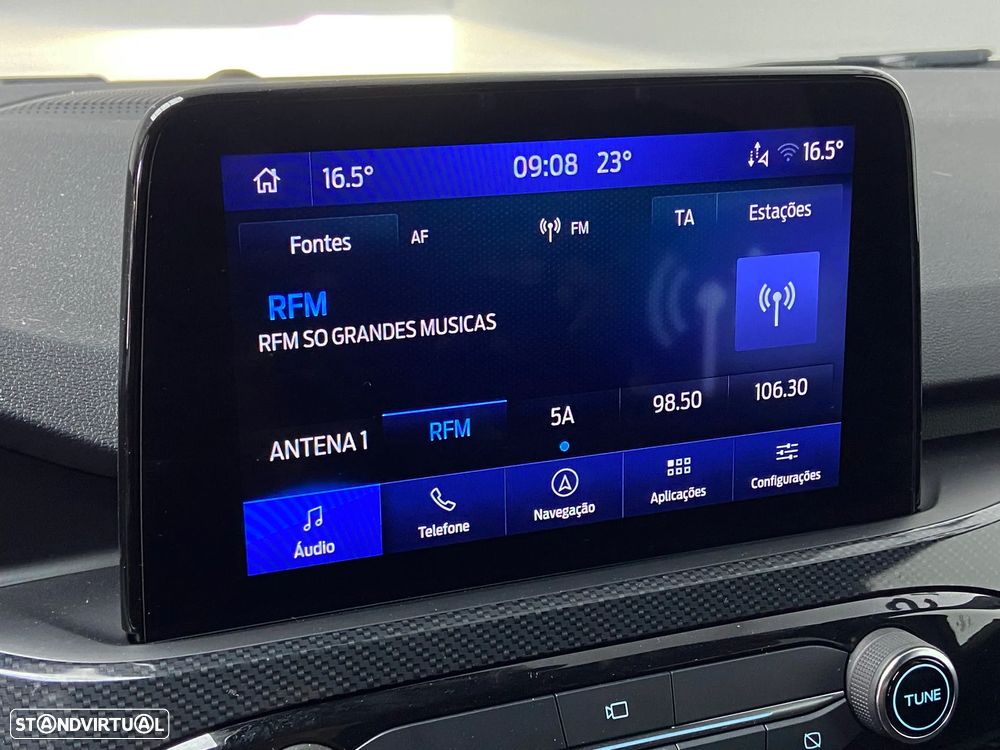 16.5° 09:08 23° 16.5°
Fontes AF FM TA Estações
RFM
RFM SO GRANDES MUSICAS
ANTENA 1 RFM 5A 98.50 106.30
Áudio Telefone Navegação Aplicações Configurações
TUNE
STANDVIRTUAL